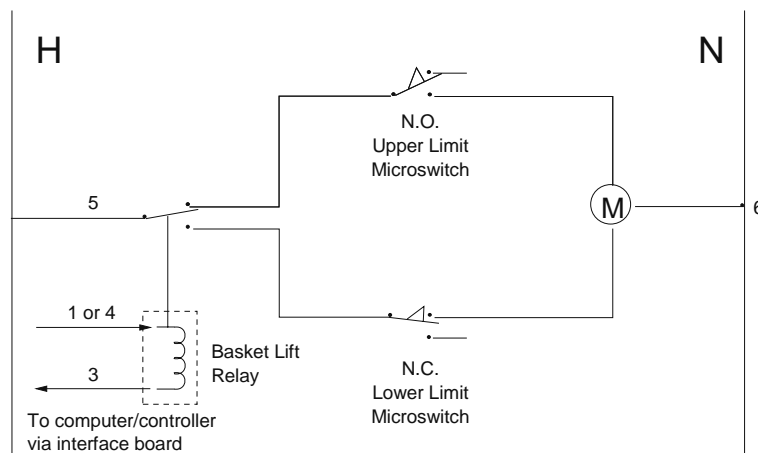 H
N
N.O.
Upper Limit
Microswitch
5
M
6
1 or 4
3
Basket Lift
Relay
N.C.
Lower Limit
Microswitch
To computer/controller
via interface board